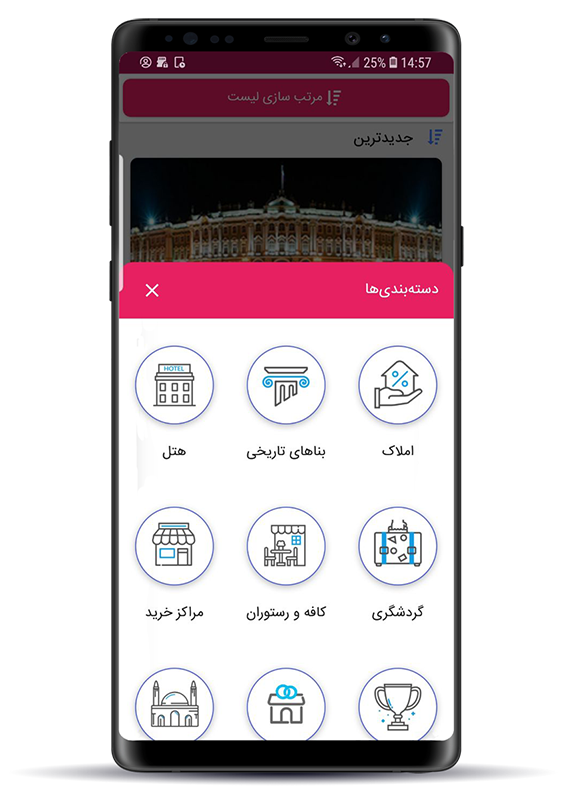 25% 14:57
مرتب سازی لیست
جدیدترین
دسته‌بندی‌ها
HOTEL
املاک
بناهای تاریخی
هتل
گردشگری
کافه و رستوران
مراکز خرید